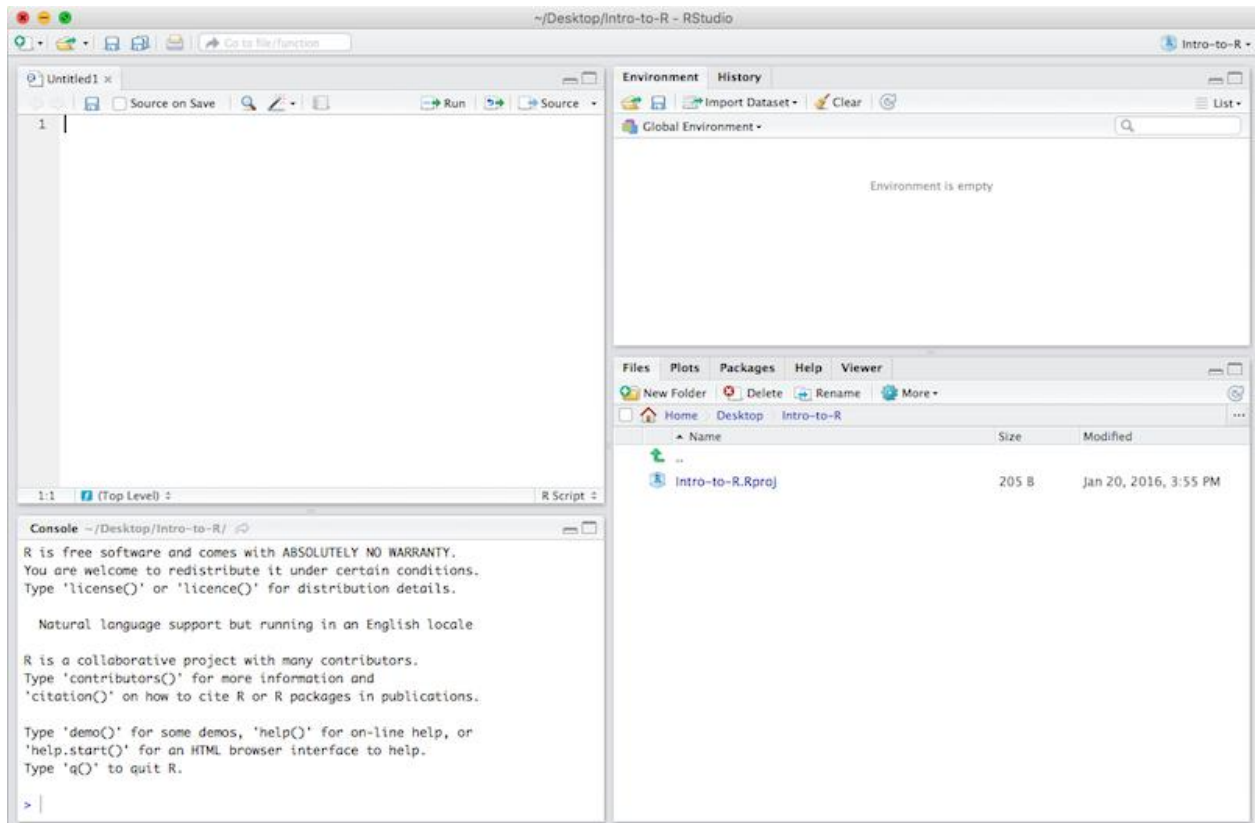 ~/Desktop/Intro-to-R - RStudio
Go to file/function
Intro-to-R
Untitled1
Source on Save
Run
Source
1
1:1
(Top Level)
R Script
Console ~/Desktop/Intro-to-R/
R is free software and comes with ABSOLUTELY NO WARRANTY.
You are welcome to redistribute it under certain conditions.
Type 'license()' or 'licence()' for distribution details.
Natural language support but running in an English locale
R is a collaborative project with many contributors.
Type 'contributors()' for more information and
'citation()' on how to cite R or R packages in publications.
Type 'demo()' for some demos, 'help()' for on-line help, or
'help.start()' for an HTML browser interface to help.
Type 'q()' to quit R.
>
Environment History
Import Dataset Clear List
Global Environment
Environment is empty
Files Plots Packages Help Viewer
New Folder Delete Rename More
Home Desktop Intro-to-R
Name Size Modified
..
Intro-to-R.Rproj 205 B Jan 20, 2016, 3:55 PM